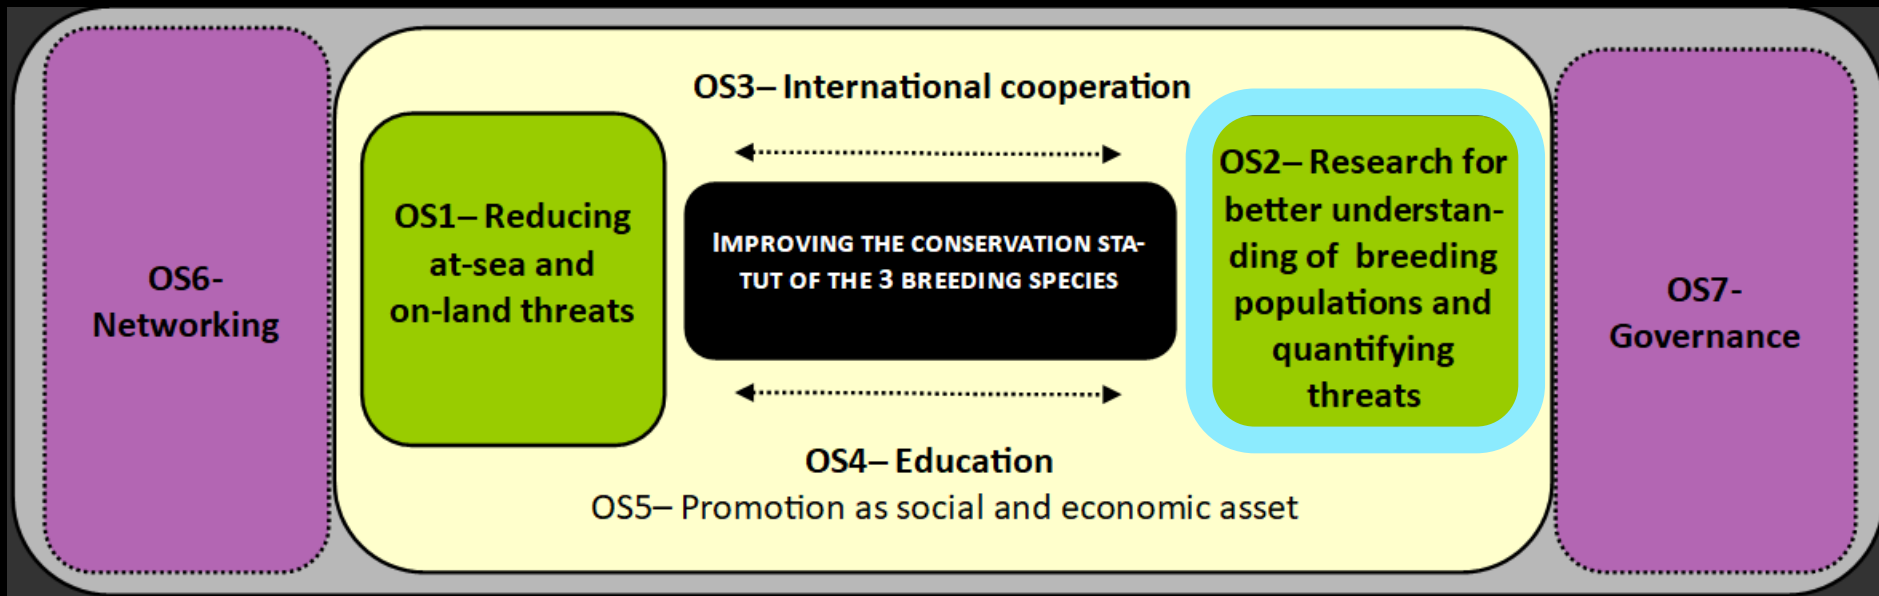 OS6-
Networking
OS3– International cooperation
OS1– Reducing
at-sea and
on-land threats
IMPROVING THE CONSERVATION STA-
TUT OF THE 3 BREEDING SPECIES
OS2– Research for
better understan-
ding of breeding
populations and
quantifying
threats
OS4– Education
OS5– Promotion as social and economic asset
OS7-
Governance